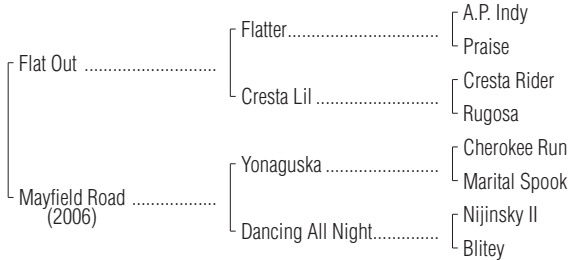 A.P. Indy
Flatter
Praise
Flat Out
Cresta Rider
Cresta Lil
Rugosa
Cherokee Run
Yonaguska
Marital Spook
Mayfield Road
(2006)
Nijinsky II
Dancing All Night
Blitey